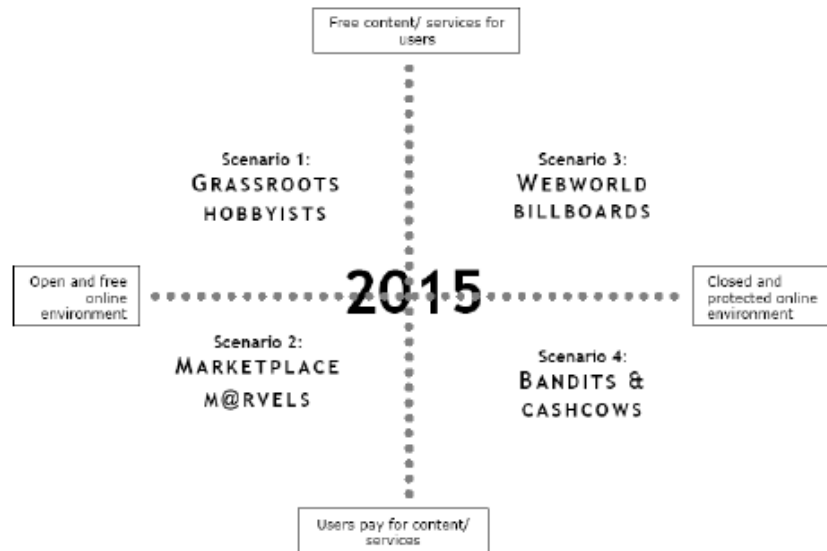 Free content/ services for
users
Scenario 1:
GRASSROOTS
HOBBYISTS
Scenario 3:
WEBWORLD
BILLBOARDS
Open and free
online
environment
2015
Closed and
protected online
environment
Scenario 2:
MARKETPLACE
M@RVELS
Scenario 4:
BANDITS &
CASHCOWS
Users pay for content/
services